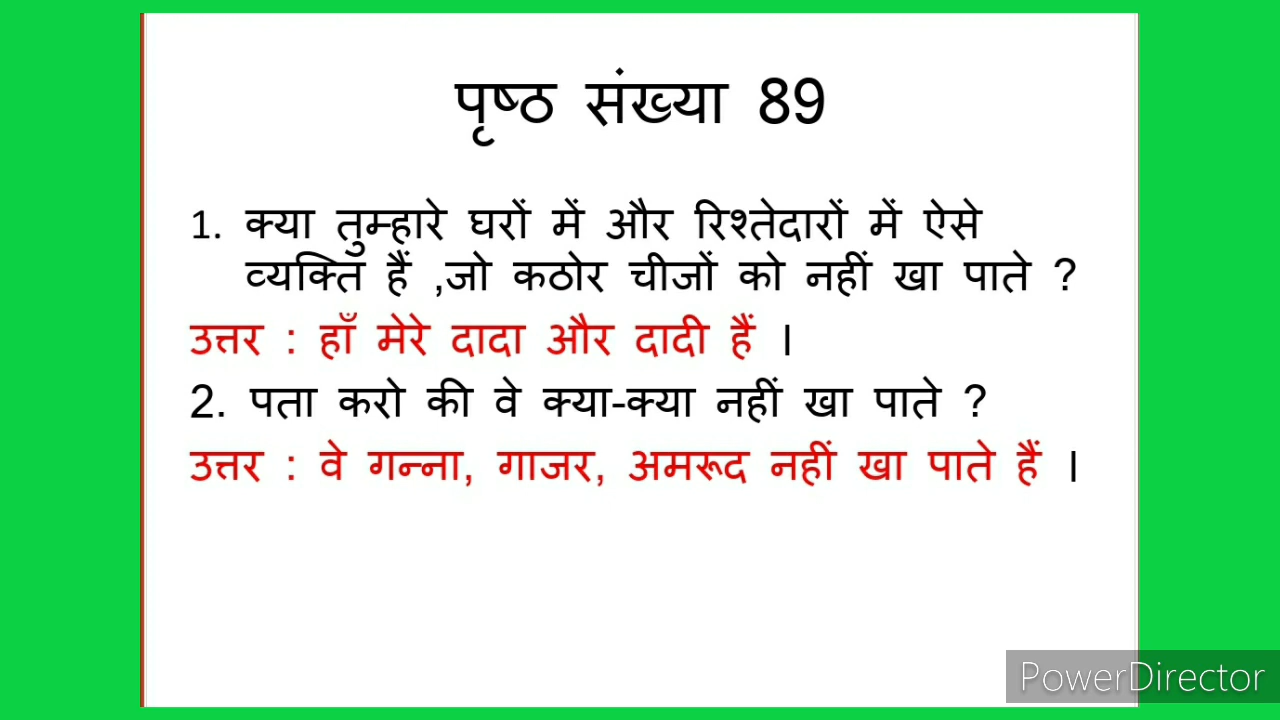 पृष्ठ संख्या 89
1. क्या तुम्हारे घरों में और रिश्तेदारों में ऐसे
व्यक्ति हैं ,जो कठोर चीजों को नहीं खा पाते ?
उत्तर : हाँ मेरे दादा और दादी हैं ।
2. पता करो की वे क्या-क्या नहीं खा पाते ?
उत्तर : वे गन्ना, गाजर, अमरूद नहीं खा पाते हैं ।
PowerDirector